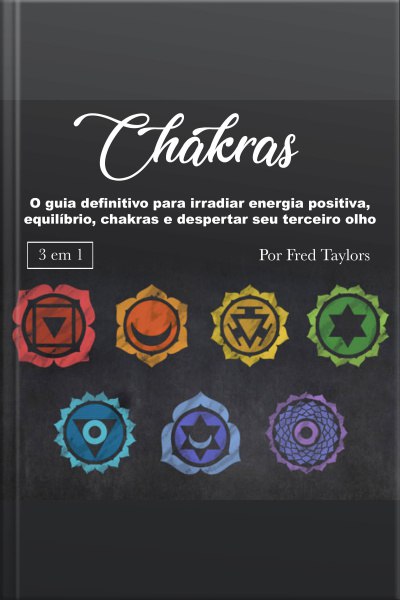 Chakras
O guia definitivo para irradiar energia positiva,
equilíbrio, chakras e despertar seu terceiro olho
3 em 1
Por Fred Taylors